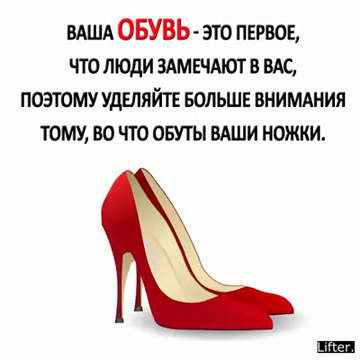 ВАША ОБУВЬ - ЭТО ПЕРВОЕ,
ЧТО ЛЮДИ ЗАМЕЧАЮТ В ВАС,
ПОЭТОМУ УДЕЛЯЙТЕ БОЛЬШЕ ВНИМАНИЯ
ТОМУ, ВО ЧТО ОБУТЫ ВАШИ НОЖКИ.
Lifter.